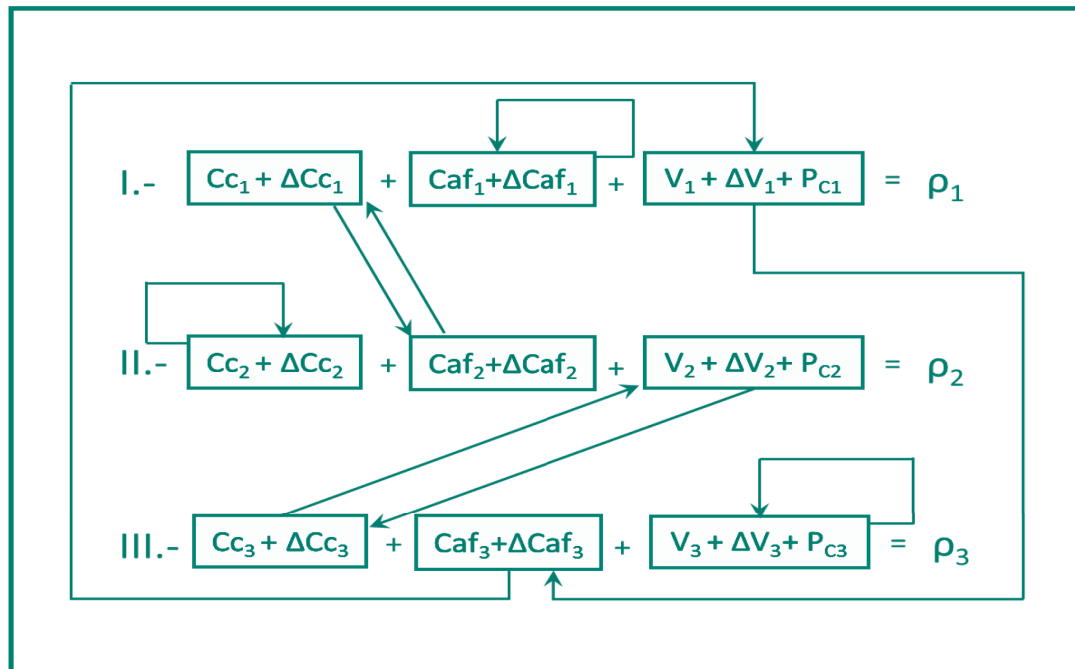 I.- Cc₁ + ΔCc₁ + Caf₁+ΔCaf₁ + V₁ + ΔV₁+ P_C1 = ρ₁
II.- Cc₂ + ΔCc₂ + Caf₂+ΔCaf₂ + V₂ + ΔV₂+ P_C2 = ρ₂
III.- Cc₃ + ΔCc₃ + Caf₃+ΔCaf₃ + V₃ + ΔV₃+ P_C3 = ρ₃